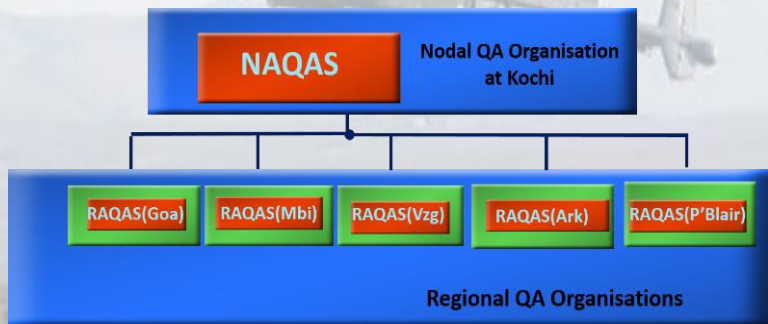 NAQAS
Nodal QA Organisation
at Kochi
RAQAS(Goa)
RAQAS(Mbi)
RAQAS(Vzg)
RAQAS(Ark)
RAQAS(P'Blair)
Regional QA Organisations